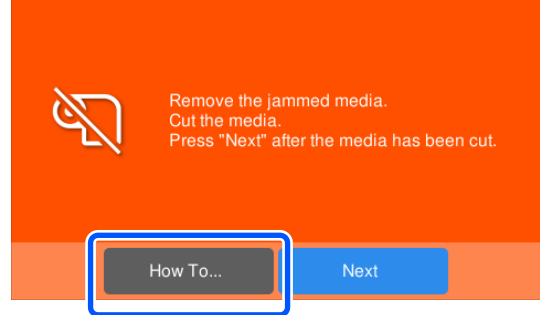 Remove the jammed media.
Cut the media.
Press "Next" after the media has been cut.
How To...
Next